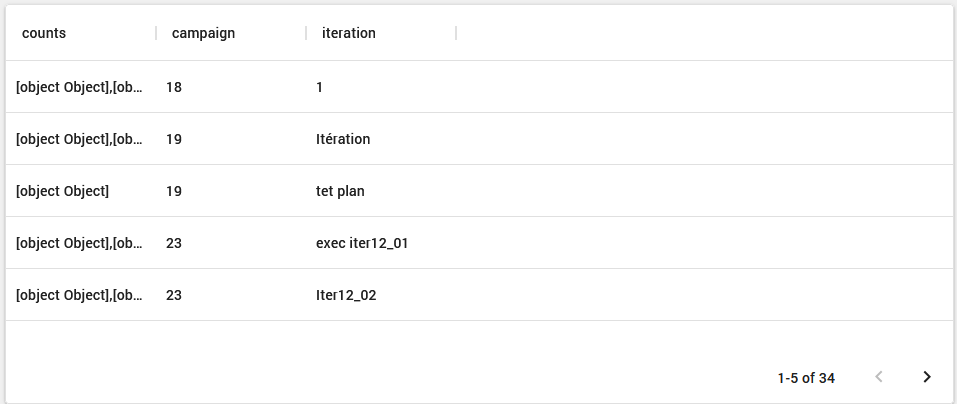 counts campaign iteration
[object Object],[ob... 18 1
[object Object],[ob... 19 Itération
[object Object] 19 tet plan
[object Object],[ob... 23 exec iter12_01
[object Object],[ob... 23 Iter12_02
1-5 of 34